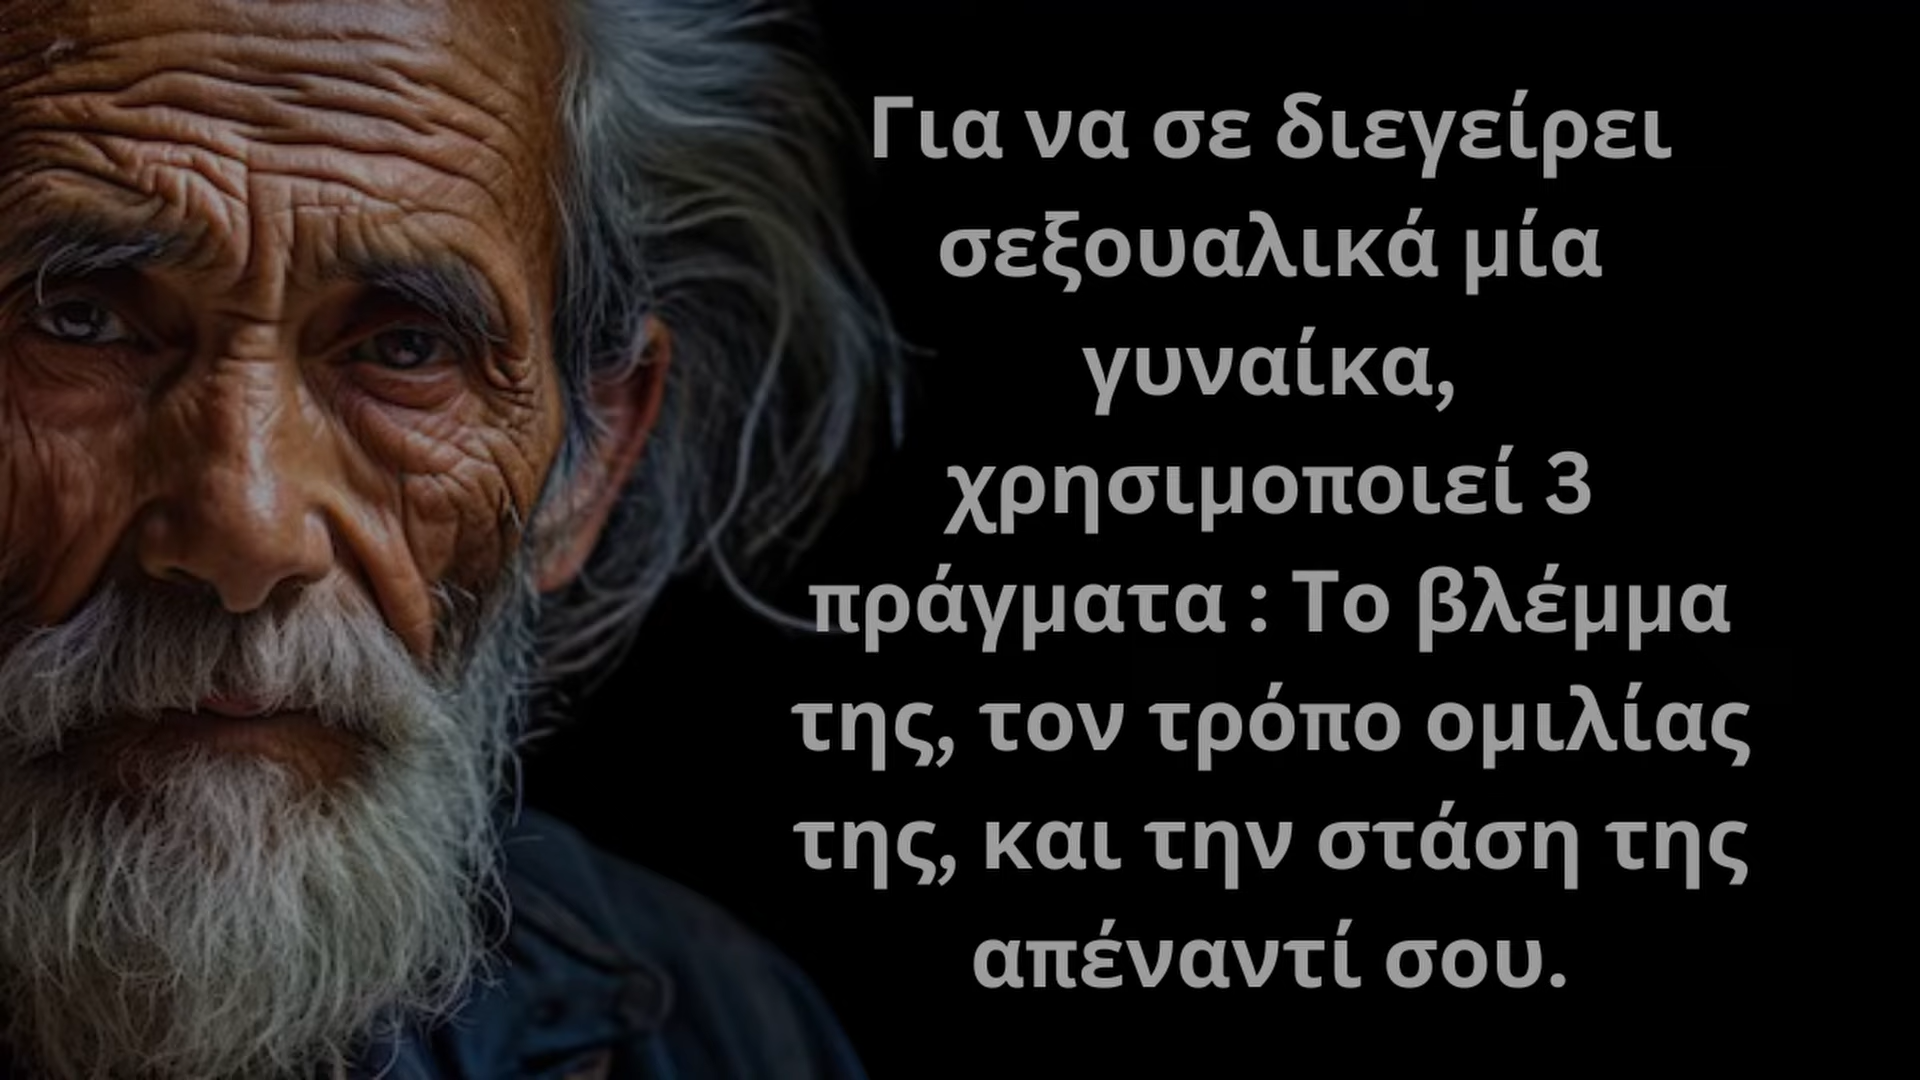 Για να σε διεγείρει
σεξουαλικά μία
γυναίκα,
χρησιμοποιεί 3
πράγματα : Το βλέμμα
της, τον τρόπο ομιλίας
της, και την στάση της
απέναντί σου.